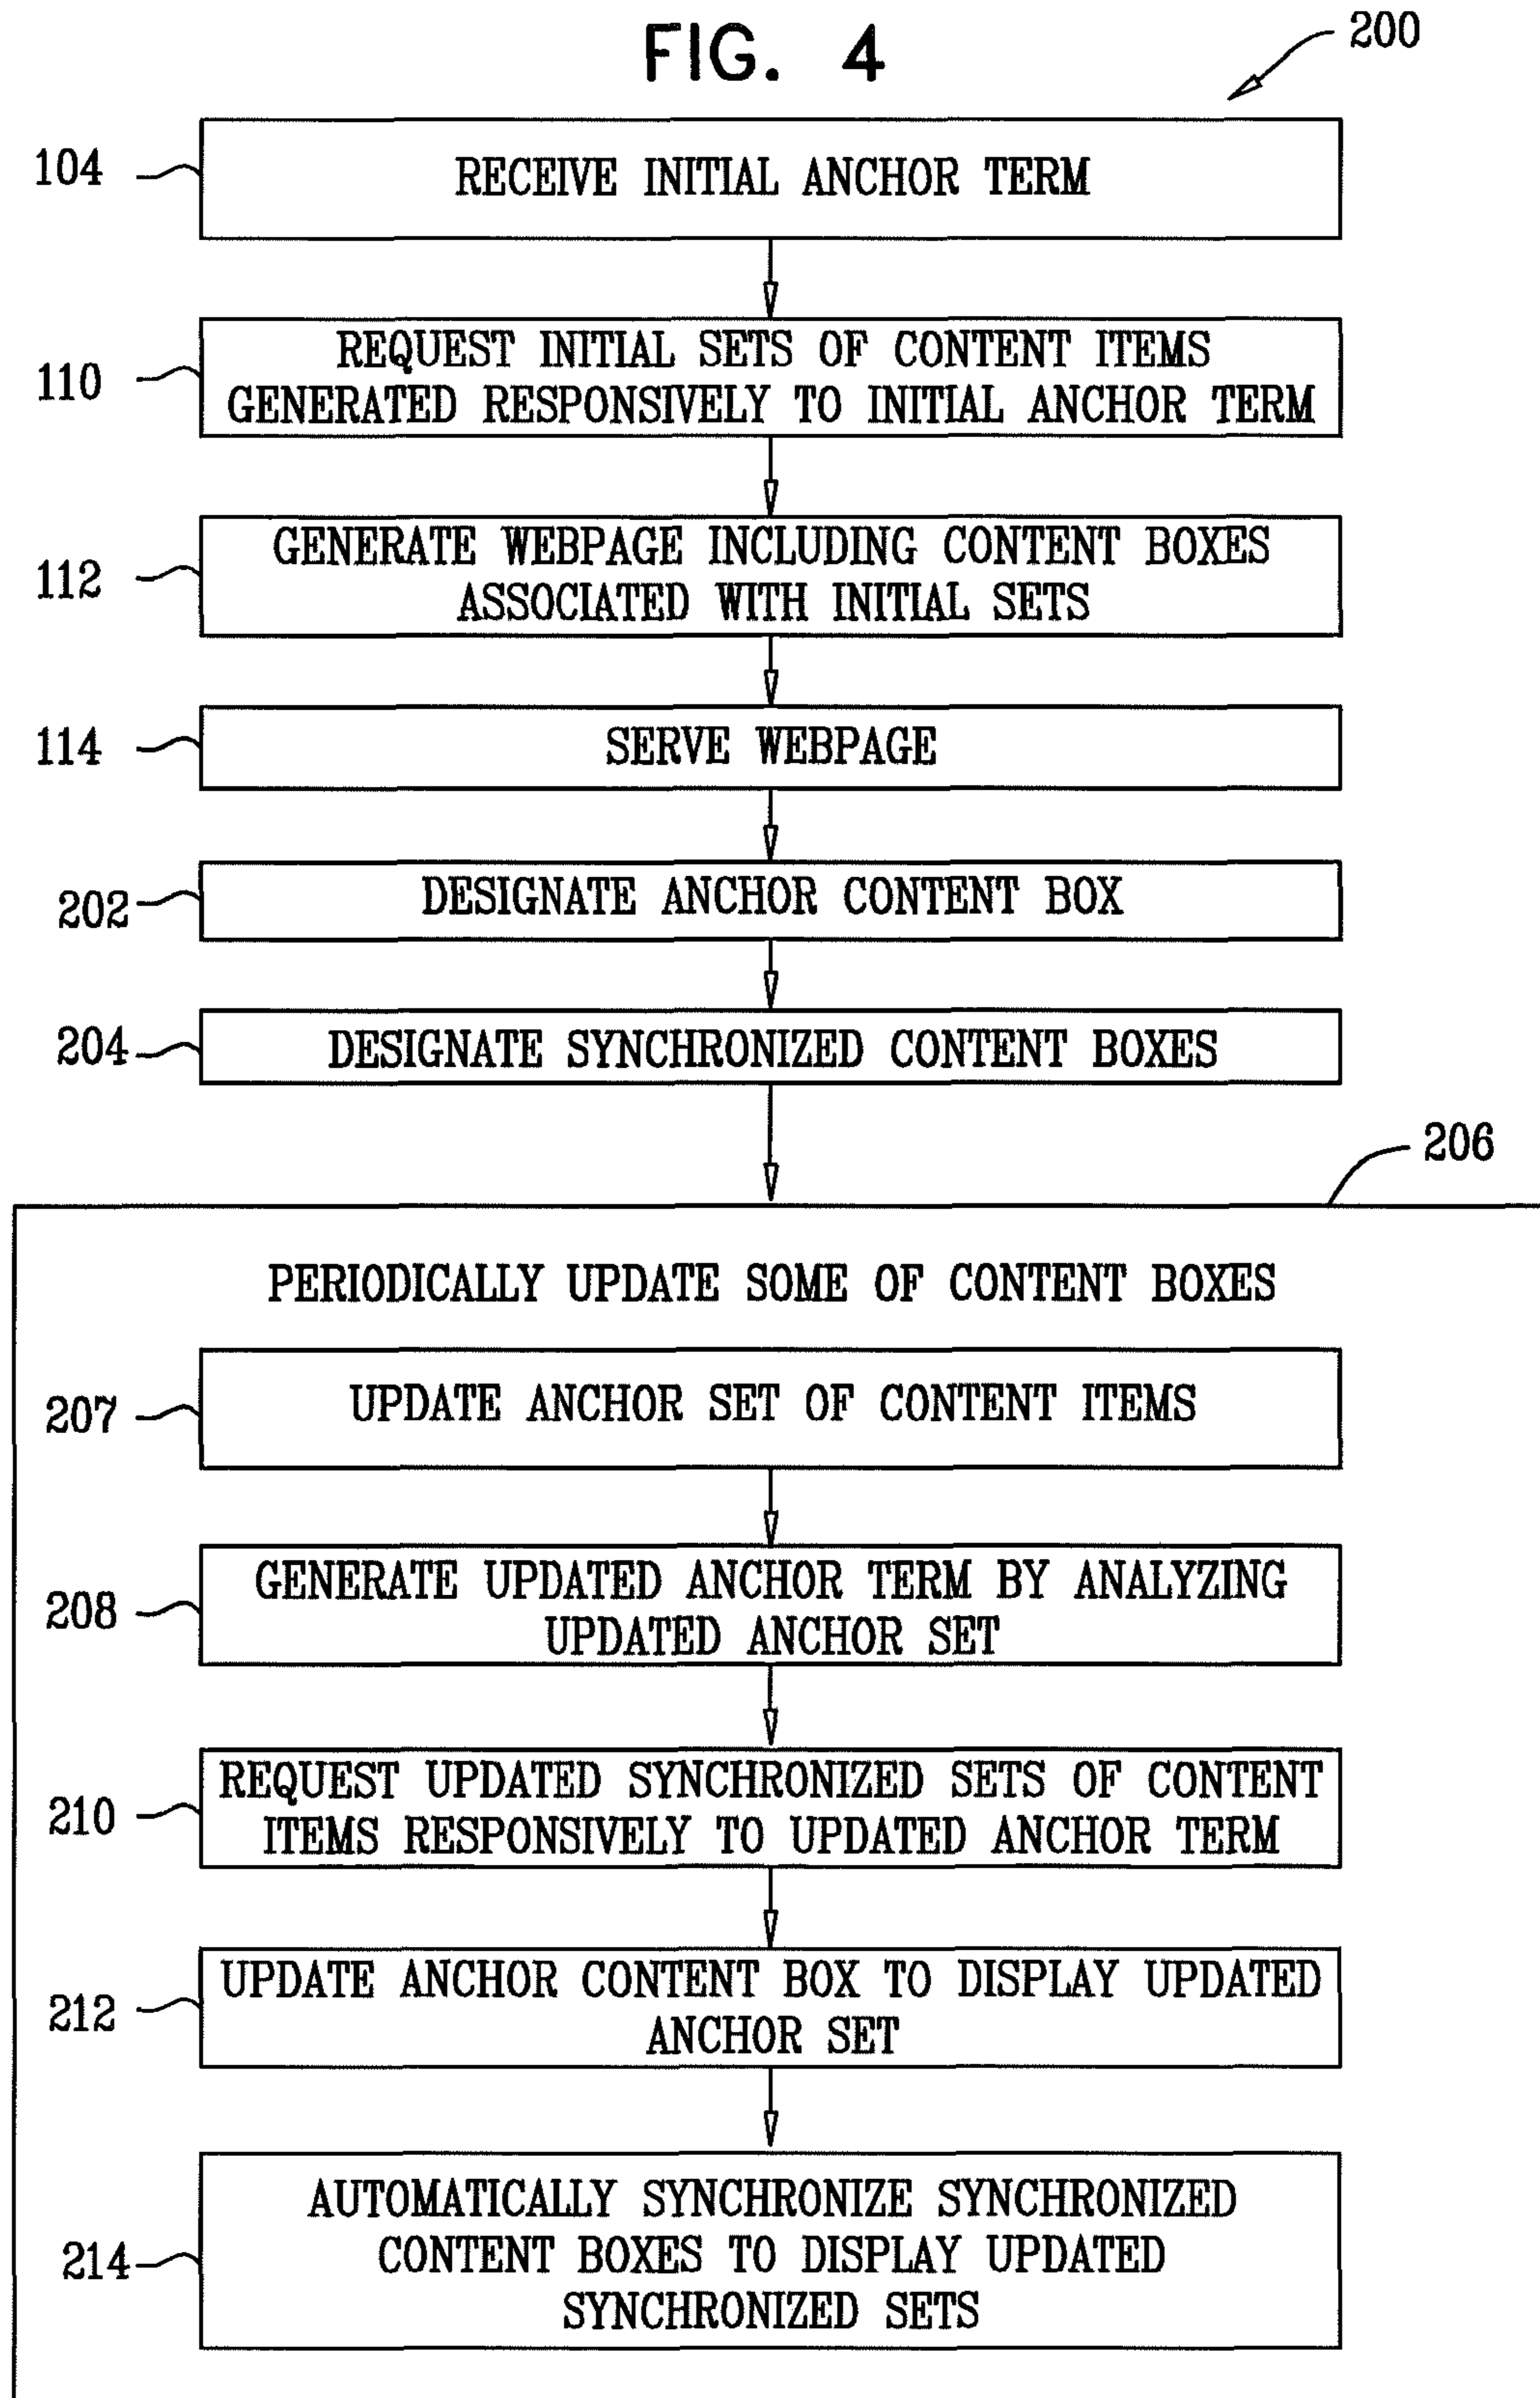 FIG. 4
200
104
RECEIVE INITIAL ANCHOR TERM
110
REQUEST INITIAL SETS OF CONTENT ITEMS
GENERATED RESPONSIVELY TO INITIAL ANCHOR TERM
112
GENERATE WEBPAGE INCLUDING CONTENT BOXES
ASSOCIATED WITH INITIAL SETS
114
SERVE WEBPAGE
202
DESIGNATE ANCHOR CONTENT BOX
204
DESIGNATE SYNCHRONIZED CONTENT BOXES
206
PERIODICALLY UPDATE SOME OF CONTENT BOXES
207
UPDATE ANCHOR SET OF CONTENT ITEMS
208
GENERATE UPDATED ANCHOR TERM BY ANALYZING
UPDATED ANCHOR SET
210
REQUEST UPDATED SYNCHRONIZED SETS OF CONTENT
ITEMS RESPONSIVELY TO UPDATED ANCHOR TERM
212
UPDATE ANCHOR CONTENT BOX TO DISPLAY UPDATED
ANCHOR SET
214
AUTOMATICALLY SYNCHRONIZE SYNCHRONIZED
CONTENT BOXES TO DISPLAY UPDATED
SYNCHRONIZED SETS